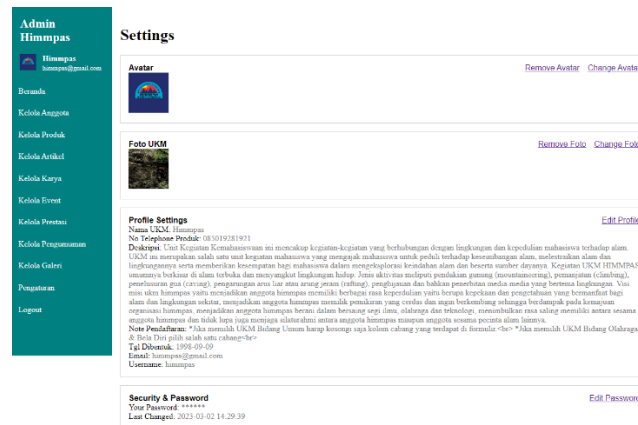 Admin
Himmpas
Himmpas
himmpas@gmail.com
Beranda
Kelola Anggota
Kelola Produk
Kelola Artikel
Kelola Karya
Kelola Event
Kelola Prestasi
Kelola Pengumuman
Kelola Galeri
Pengaturan
Logout
Settings
Avatar
Remove Avatar Change Avatar
Foto UKM
Remove Foto Change Foto
Profile Settings
Edit Profile
Nama UKM: Himmpas
No Telephone Produk: 085019281921
Deskripsi: Unit Kegiatan Kemahasiswaan ini mencakup kegiatan-kegiatan yang berhubungan dengan lingkungan dan kepedulian mahasiswa terhadap alam.
UKM ini merupakan salah satu unit kegiatan mahasiswa yang mengajak mahasiswa untuk peduli terhadap keseimbangan alam, melestraikan alam dan
lingkungannya serta memberikan kesempatan bagi mahasiswa dalam mengeksplorasi keindahan alam dan beserta sumber dayanya. Kegiatan UKM HIMMPAS
umumnya berkisar di alam terbuka dan menyangkut lingkungan hidup. Jenis aktivitas meliputi pendakian gunung (mountaineering), pemanjatan (climbing),
penelusuran gua (caving), pengarungan arus liar atau arung jeram (rafting), penghijauan dan bahkan penerbitan media-media yang bertema lingkungan. Visi
misi ukm himmpas yaitu menjadikan anggota himmpas memiliki berbagai rasa keperdulian yaitu berupa kepekaan dan pengetahuan yang bermanfaat bagi
alam dan lingkungan sekitar, menjadikan anggota himmpas memilik pemikiran yang cerdas dan ingin berkembang sehingga berdampak pada kemajuan
organisasi himmpas, menjadikan anggota himmpas berani dalam bersaing segi ilmu, olahraga dan teknologi, menimbulkan rasa saling memiliki antara sesama
anggota himmpas dan tidak lupa juga menjaga silaturahmi antara anggota himmpas maupun anggota sesama pecinta alam lainnya.
Note Pendaftaran: *Jika memilih UKM Bidang Umum harap kosongi saja kolom cabang yang terdapat di formulir.<br> *Jika memilih UKM Bidang Olahraga
& Bela Diri pilih salah satu cabang<br>
Tgl Dibentuk: 1998-09-09
Email: himmpas@gmail.com
Username: himmpas
Security & Password
Edit Password
Your Password: ******
Last Changed: 2023-03-02 14:29:39